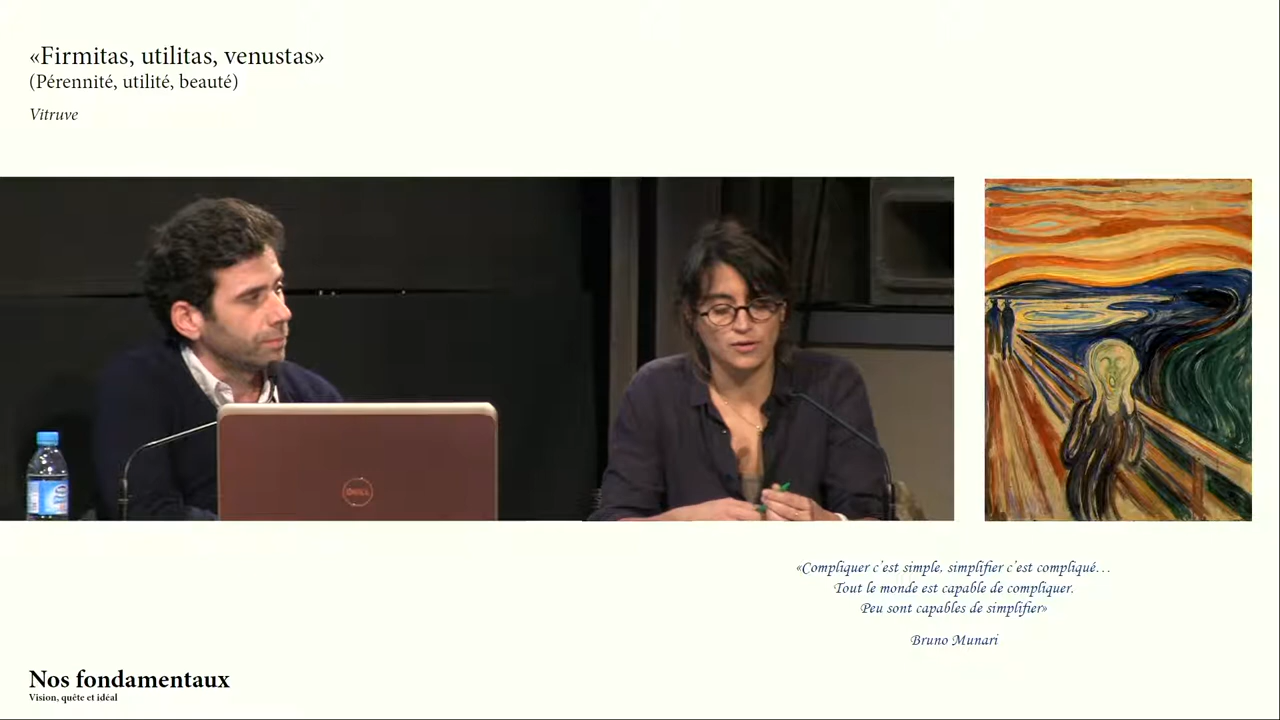 «Firmitas, utilitas, venustas»
(Pérennité, utilité, beauté)
Vitruve
DELL
«Compliquer c’est simple, simplifier c’est compliqué…
Tout le monde est capable de compliquer.
Peu sont capables de simplifier»
Bruno Munari
Nos fondamentaux
Vision, quête et idéal